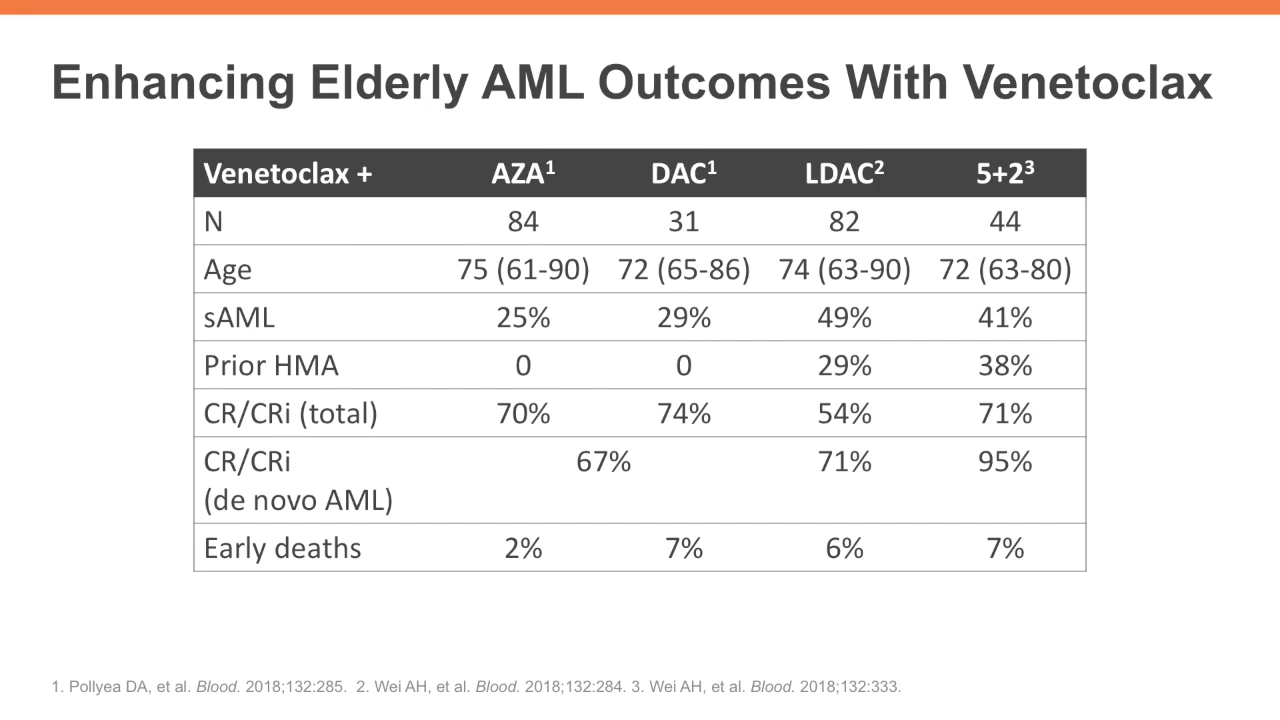 Enhancing Elderly AML Outcomes With Venetoclax
Venetoclax + AZA¹ DAC¹ LDAC² 5+2³
N 84 31 82 44
Age 75 (61-90) 72 (65-86) 74 (63-90) 72 (63-80)
sAML 25% 29% 49% 41%
Prior HMA 0 0 29% 38%
CR/CRi (total) 70% 74% 54% 71%
CR/CRi 67% 71% 95%
(de novo AML)
Early deaths 2% 7% 6% 7%
1. Pollyea DA, et al. Blood. 2018;132:285. 2. Wei AH, et al. Blood. 2018;132:284. 3. Wei AH, et al. Blood. 2018;132:333.